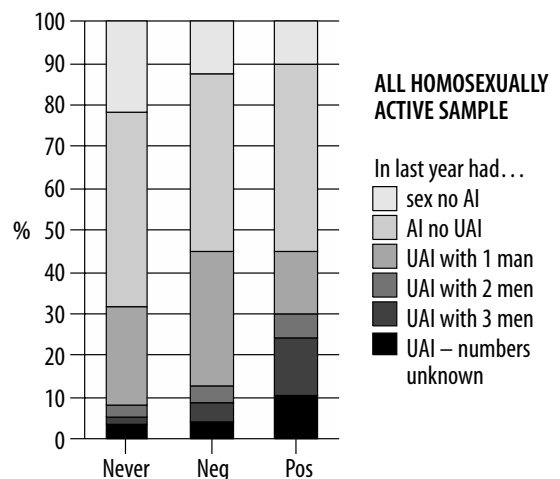 100
90
80
70
60
% 50
40
30
20
10
0
Never Neg Pos
ALL HOMOSEXUALLY
ACTIVE SAMPLE
In last year had…
sex no AI
AI no UAI
UAI with 1 man
UAI with 2 men
UAI with 3 men
UAI – numbers
unknown